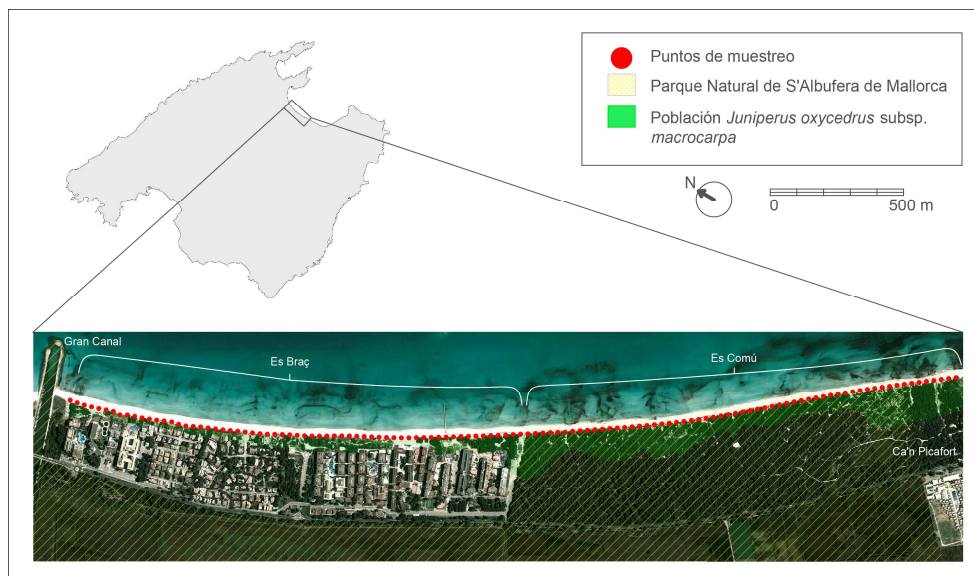 Puntos de muestreo
Parque Natural de S'Albufera de Mallorca
Población Juniperus oxycedrus subsp.
macrocarpa
N
0 500 m
Gran Canal
Es Braç
Es Comú
Ca'n Picafort